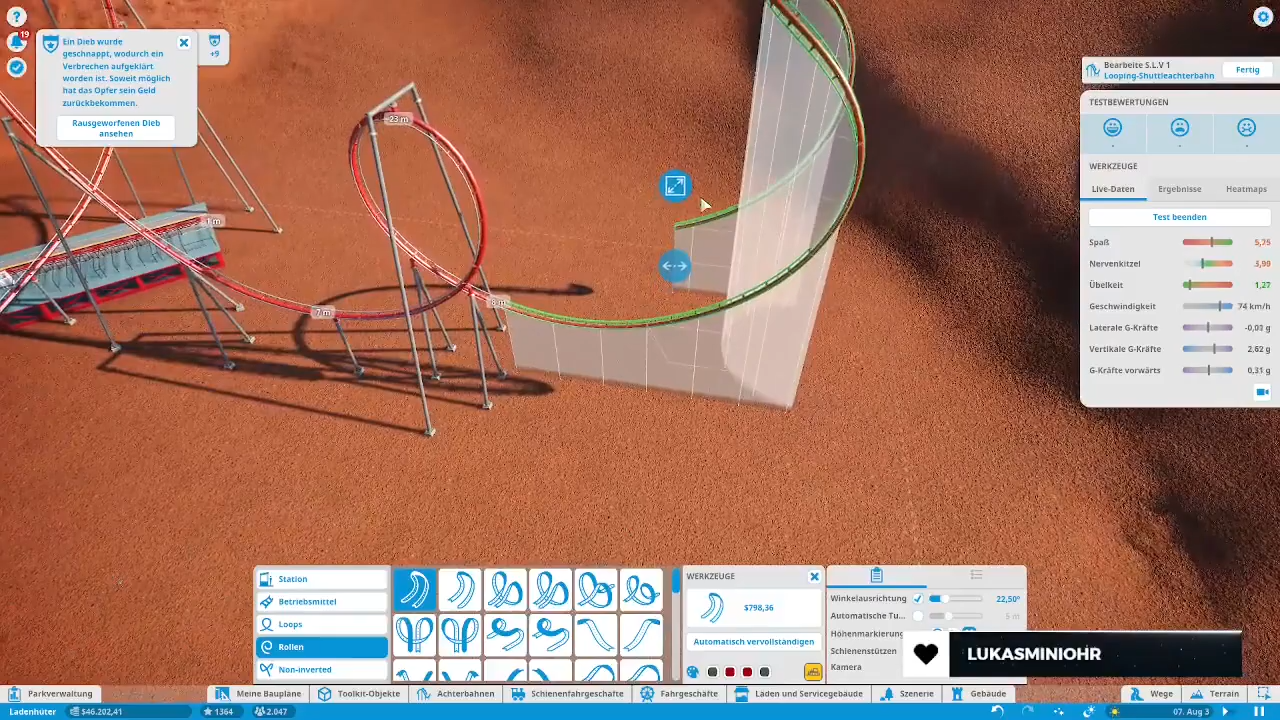 19
Ein Dieb wurde
geschnappt, wodurch ein
Verbrechen aufgeklärt
worden ist. Soweit möglich
hat das Opfer sein Geld
zurückbekommen.
Rausgeworfenen Dieb
ansehen
+9
~23 m
1 m
7 m
8 m
Bearbeite S.L.V 1
Looping-Shuttleachterbahn
Fertig
TESTBEWERTUNGEN
- - -
WERKZEUGE
Live-Daten Ergebnisse Heatmaps
Test beenden
Spaß 5,75
Nervenkitzel 3,90
Übelkeit 1,27
Geschwindigkeit 74 km/h
Laterale G-Kräfte
Vertikale G-Kräfte 2,62 g
G-Kräfte vorwärts 0,31 g
Station
Betriebsmittel
Loops
Rollen
Non-inverted
WERKZEUGE
$798,36
Automatisch vervollständigen
Winkelausrichtung 22,50°
Automatische Tu... 5 m
Höhenmarkierung
Schienenstützen
Kamera
LUKASMINIOHR
Parkverwaltung
Meine Baupläne
Toolkit-Objekte
Achterbahnen
Schienenfahrgeschäfte
Fahrgeschäfte
Laden und Servicegebäude
Szenerie
Gebäude
Wege
Terrain
Ladenhüter
$46.202,41
1364
2.047
07. Aug 3